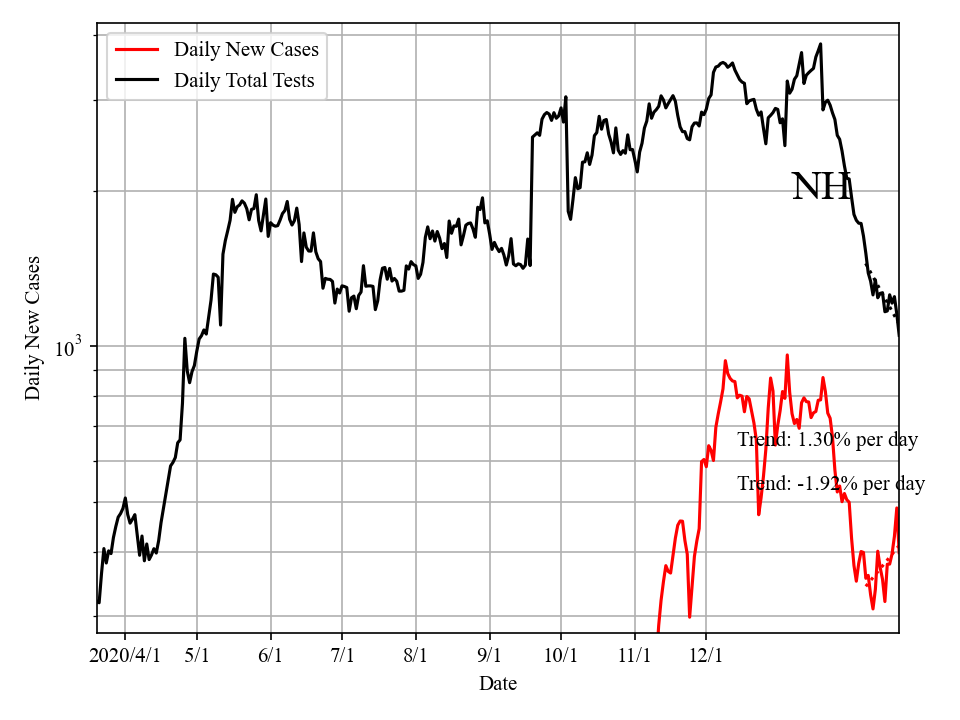 Daily New Cases
Daily Total Tests
NH
Daily New Cases
10^3
Trend: 1.30% per day
Trend: -1.92% per day
2020/4/1 5/1 6/1 7/1 8/1 9/1 10/1 11/1 12/1
Date